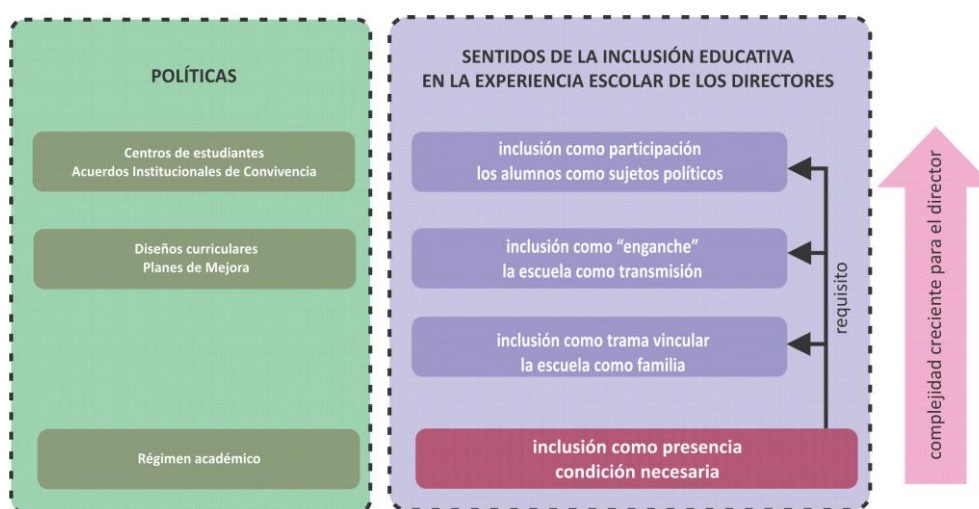 POLÍTICAS
Centros de estudiantes
Acuerdos Institucionales de Convivencia
Diseños curriculares
Planes de Mejora
Régimen académico
SENTIDOS DE LA INCLUSIÓN EDUCATIVA
EN LA EXPERIENCIA ESCOLAR DE LOS DIRECTORES
inclusión como participación
los alumnos como sujetos políticos
inclusión como “enganche”
la escuela como transmisión
inclusión como trama vincular
la escuela como familia
inclusión como presencia
condición necesaria
requisito
complejidad creciente para el director